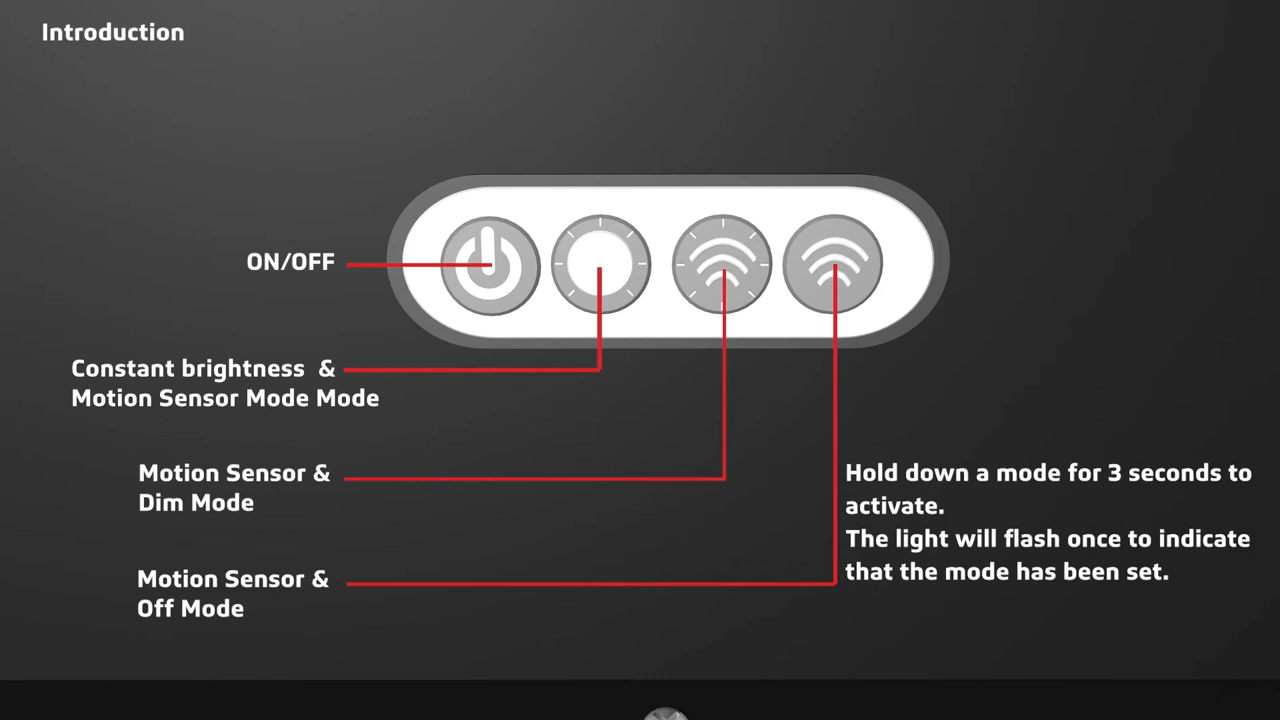 Introduction
ON/OFF
Constant brightness &
Motion Sensor Mode Mode
Motion Sensor &
Dim Mode
Motion Sensor &
Off Mode
Hold down a mode for 3 seconds to
activate.
The light will flash once to indicate
that the mode has been set.